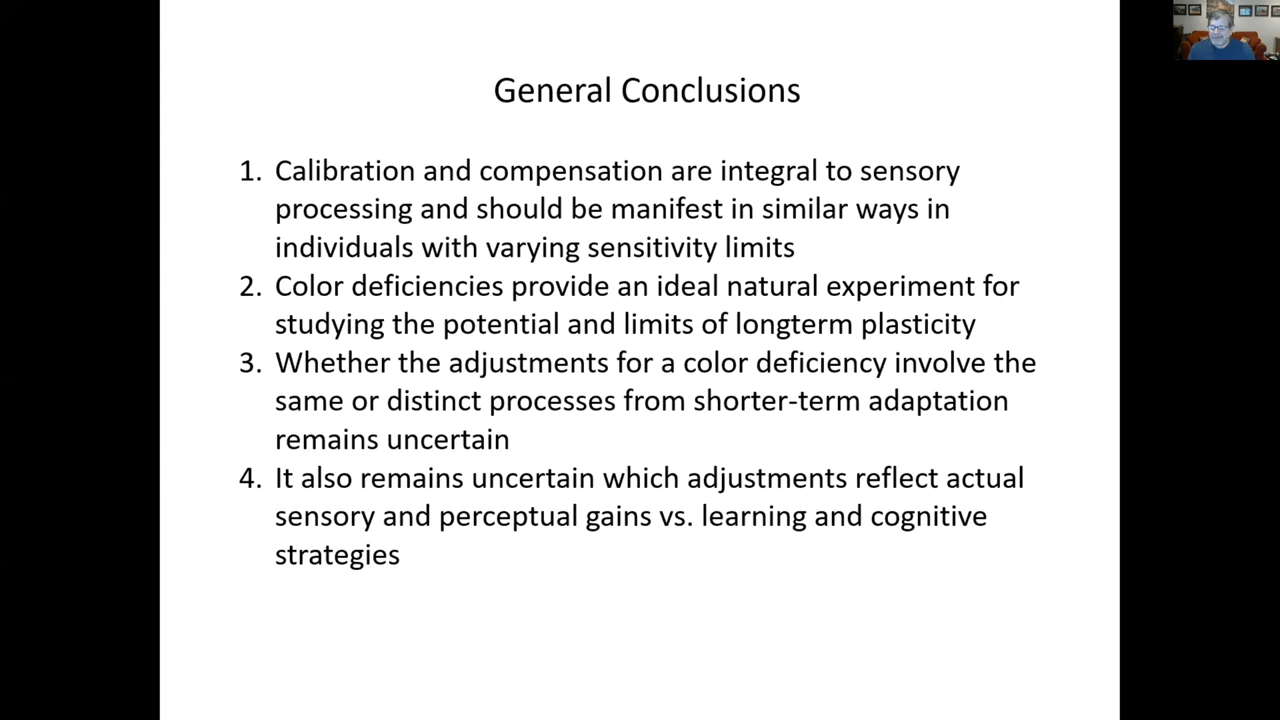 General Conclusions
1. Calibration and compensation are integral to sensory
processing and should be manifest in similar ways in
individuals with varying sensitivity limits
2. Color deficiencies provide an ideal natural experiment for
studying the potential and limits of longterm plasticity
3. Whether the adjustments for a color deficiency involve the
same or distinct processes from shorter-term adaptation
remains uncertain
4. It also remains uncertain which adjustments reflect actual
sensory and perceptual gains vs. learning and cognitive
strategies